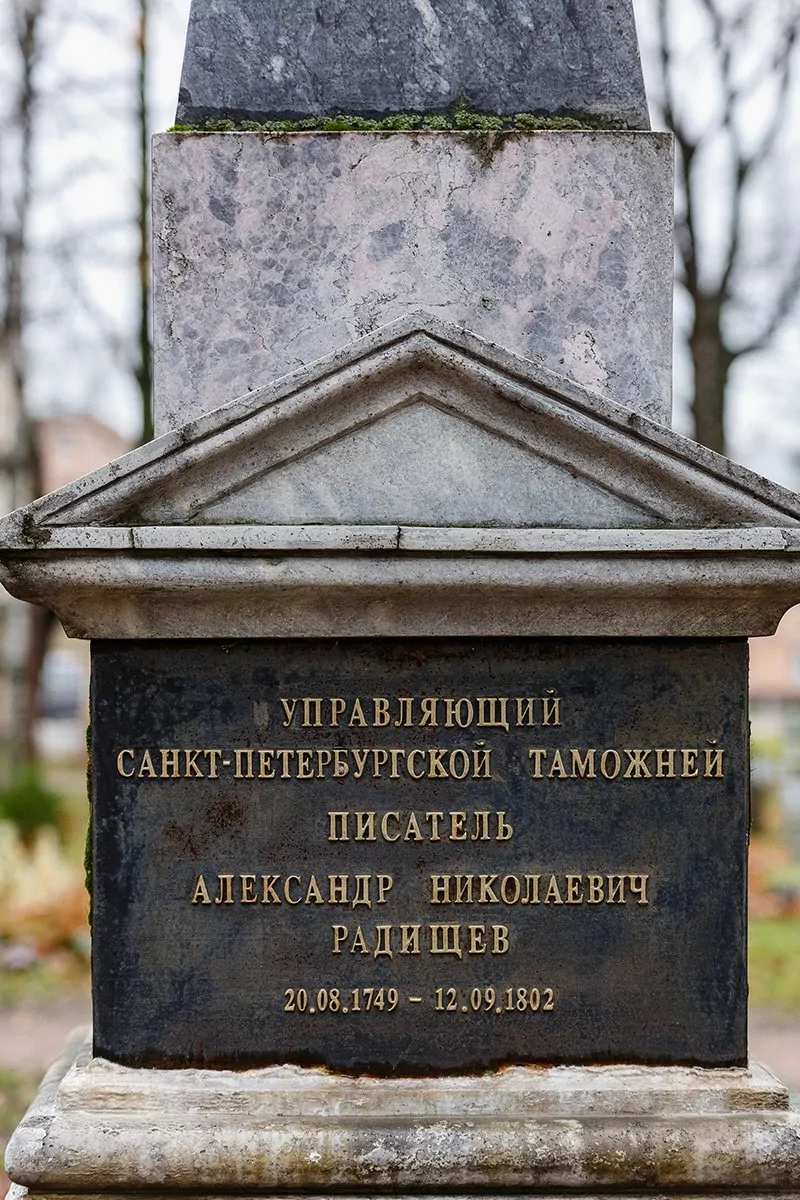 УПРАВЛЯЮЩИЙ
САНКТ-ПЕТЕРБУРГСКОЙ ТАМОЖНЕЙ
ПИСАТЕЛЬ
АЛЕКСАНДР НИКОЛАЕВИЧ
РАДИЩЕВ
20.08.1749 – 12.09.1802